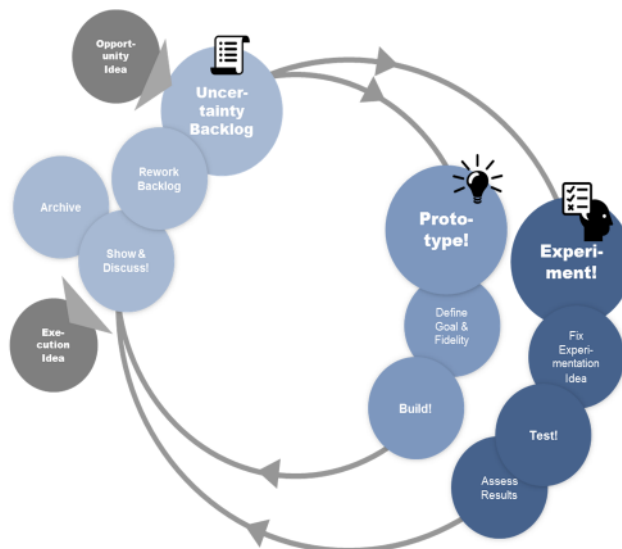 Opport-
unity
Idea
Uncer-
tainty
Backlog
Rework
Backlog
Archive
Show &
Discuss!
Exe-
cution
Idea
Proto-
type!
Define
Goal &
Fidelity
Build!
Experi-
ment!
Fix
Experi-
mentation
Idea
Test!
Assess
Results